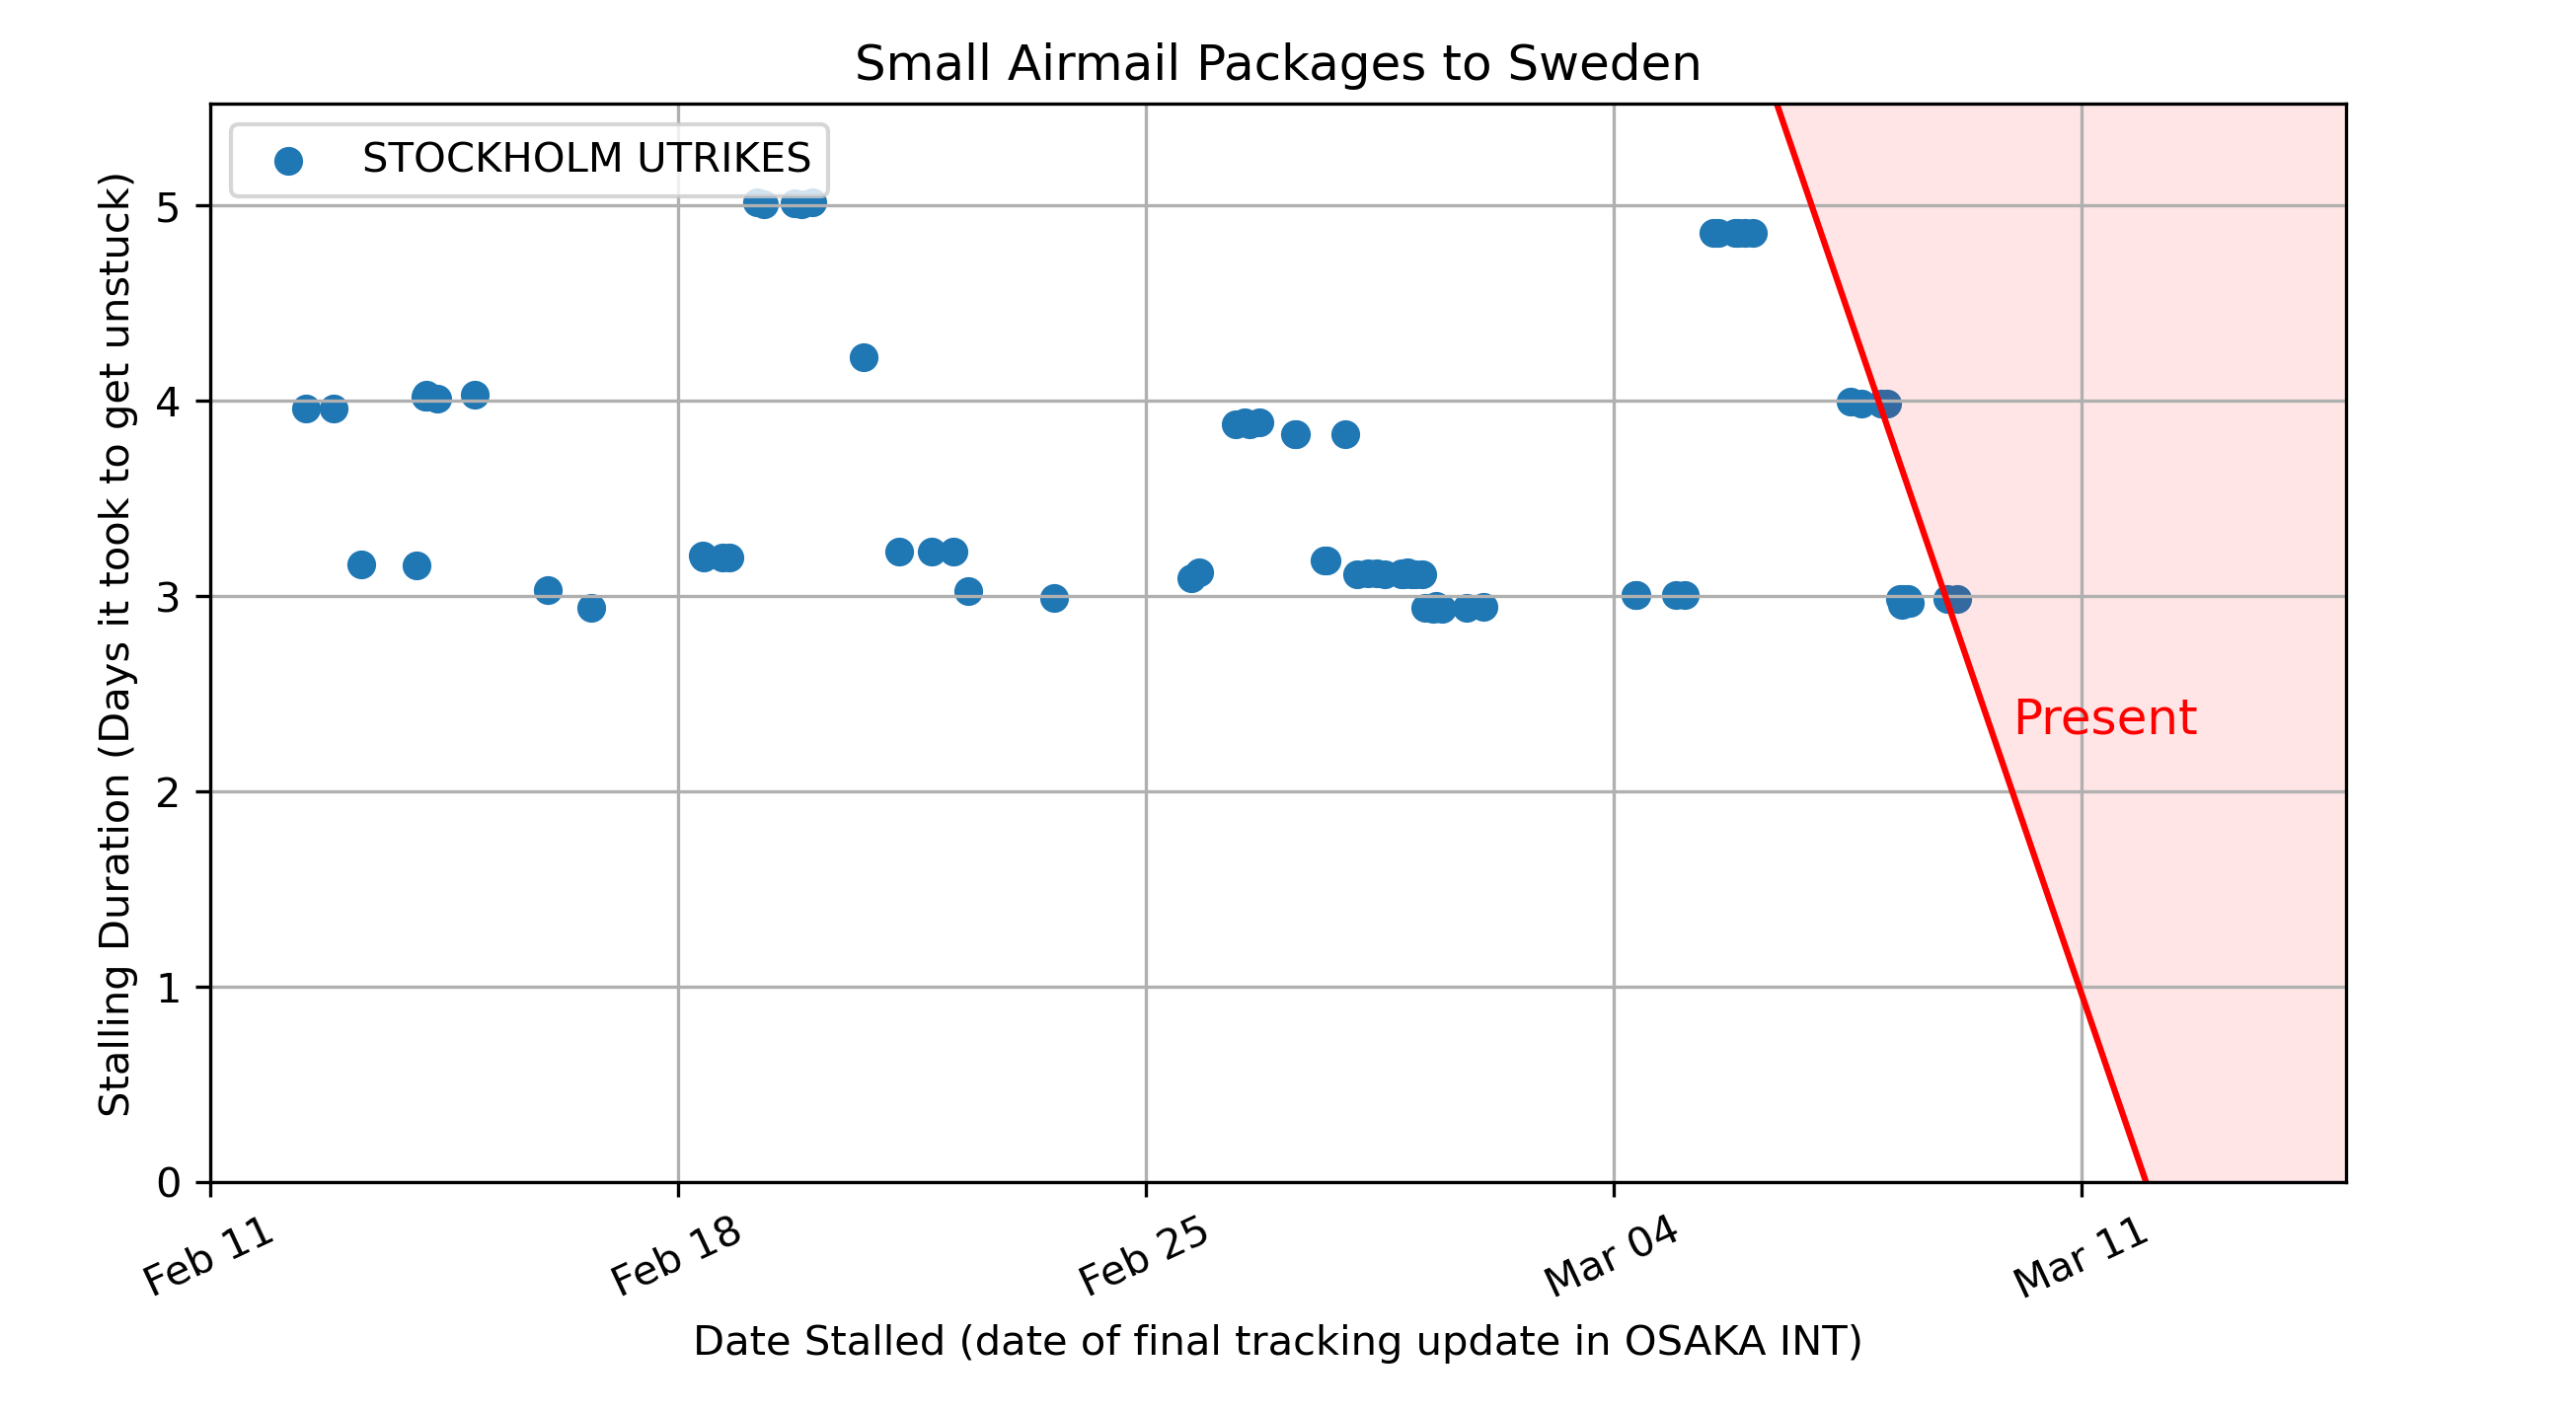 Small Airmail Packages to Sweden
STOCKHOLM UTRIKES
Stalling Duration (Days it took to get unstuck)
5
4
3
2
1
0
Present
Feb 11
Feb 18
Feb 25
Mar 04
Mar 11
Date Stalled (date of final tracking update in OSAKA INT)